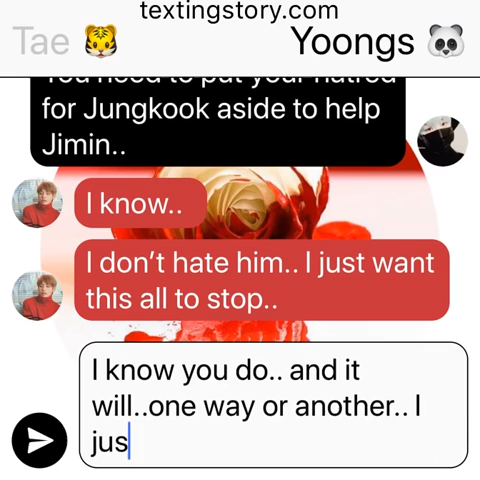 textingstory.com
Tae 🐯 Yoongs 🐼
You need to put your hatred
for Jungkook aside to help
Jimin..
I know..
I don't hate him.. I just want
this all to stop..
I know you do.. and it
will..one way or another.. I
jus